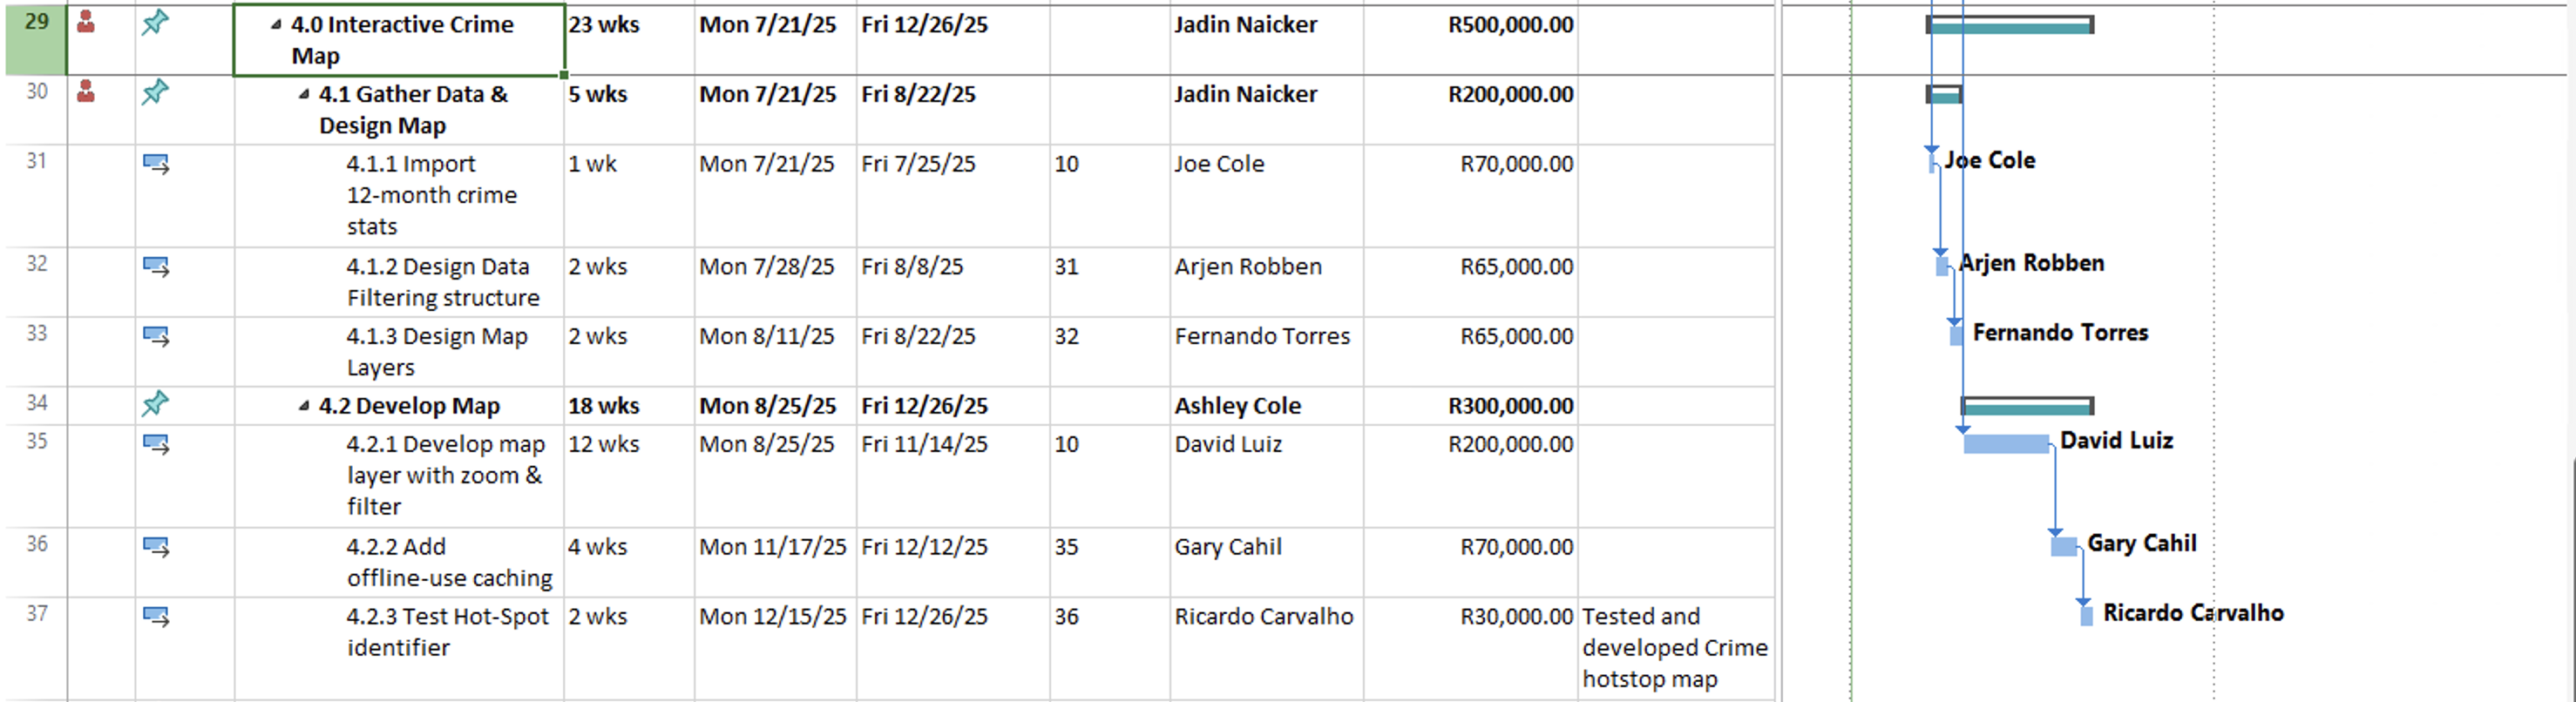 29 4.0 Interactive Crime 23 wks Mon 7/21/25 Fri 12/26/25 Jadin Naicker R500,000.00
Map
30 4.1 Gather Data & 5 wks Mon 7/21/25 Fri 8/22/25 Jadin Naicker R200,000.00
Design Map
31 4.1.1 Import 1 wk Mon 7/21/25 Fri 7/25/25 10 Joe Cole R70,000.00 Joe Cole
12-month crime
stats
32 4.1.2 Design Data 2 wks Mon 7/28/25 Fri 8/8/25 31 Arjen Robben R65,000.00 Arjen Robben
Filtering structure
33 4.1.3 Design Map 2 wks Mon 8/11/25 Fri 8/22/25 32 Fernando Torres R65,000.00 Fernando Torres
Layers
34 4.2 Develop Map 18 wks Mon 8/25/25 Fri 12/26/25 Ashley Cole R300,000.00
35 4.2.1 Develop map 12 wks Mon 8/25/25 Fri 11/14/25 10 David Luiz R200,000.00 David Luiz
layer with zoom &
filter
36 4.2.2 Add 4 wks Mon 11/17/25 Fri 12/12/25 35 Gary Cahil R70,000.00 Gary Cahil
offline-use caching
37 4.2.3 Test Hot-Spot 2 wks Mon 12/15/25 Fri 12/26/25 36 Ricardo Carvalho R30,000.00 Tested and Ricardo Carvalho
identifier developed Crime
hotstop map